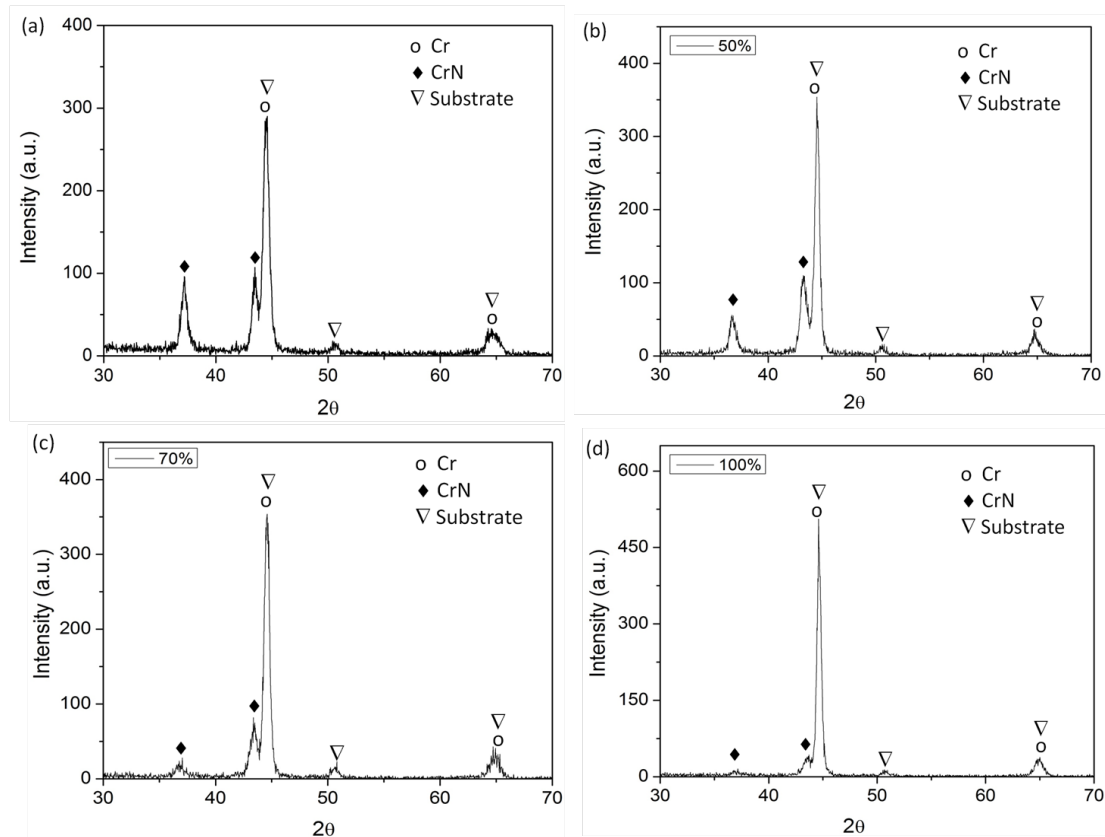 (a)
400
300
200
100
0
Intensity (a.u.)
o Cr
♦ CrN
▽ Substrate
▽
o
♦
♦
▽
▽
o
30 40 50 60 70
2θ
(b)
50%
400
300
200
100
0
Intensity (a.u.)
o Cr
♦ CrN
▽ Substrate
▽
o
♦
♦
▽
▽
o
30 40 50 60 70
2θ
(c)
70%
400
300
200
100
0
Intensity (a.u.)
o Cr
♦ CrN
▽ Substrate
▽
o
♦
♦
▽
▽
o
30 40 50 60 70
2θ
(d)
100%
600
450
300
150
0
Intensity (a.u.)
o Cr
♦ CrN
▽ Substrate
▽
o
♦
♦
▽
▽
o
30 40 50 60 70
2θ